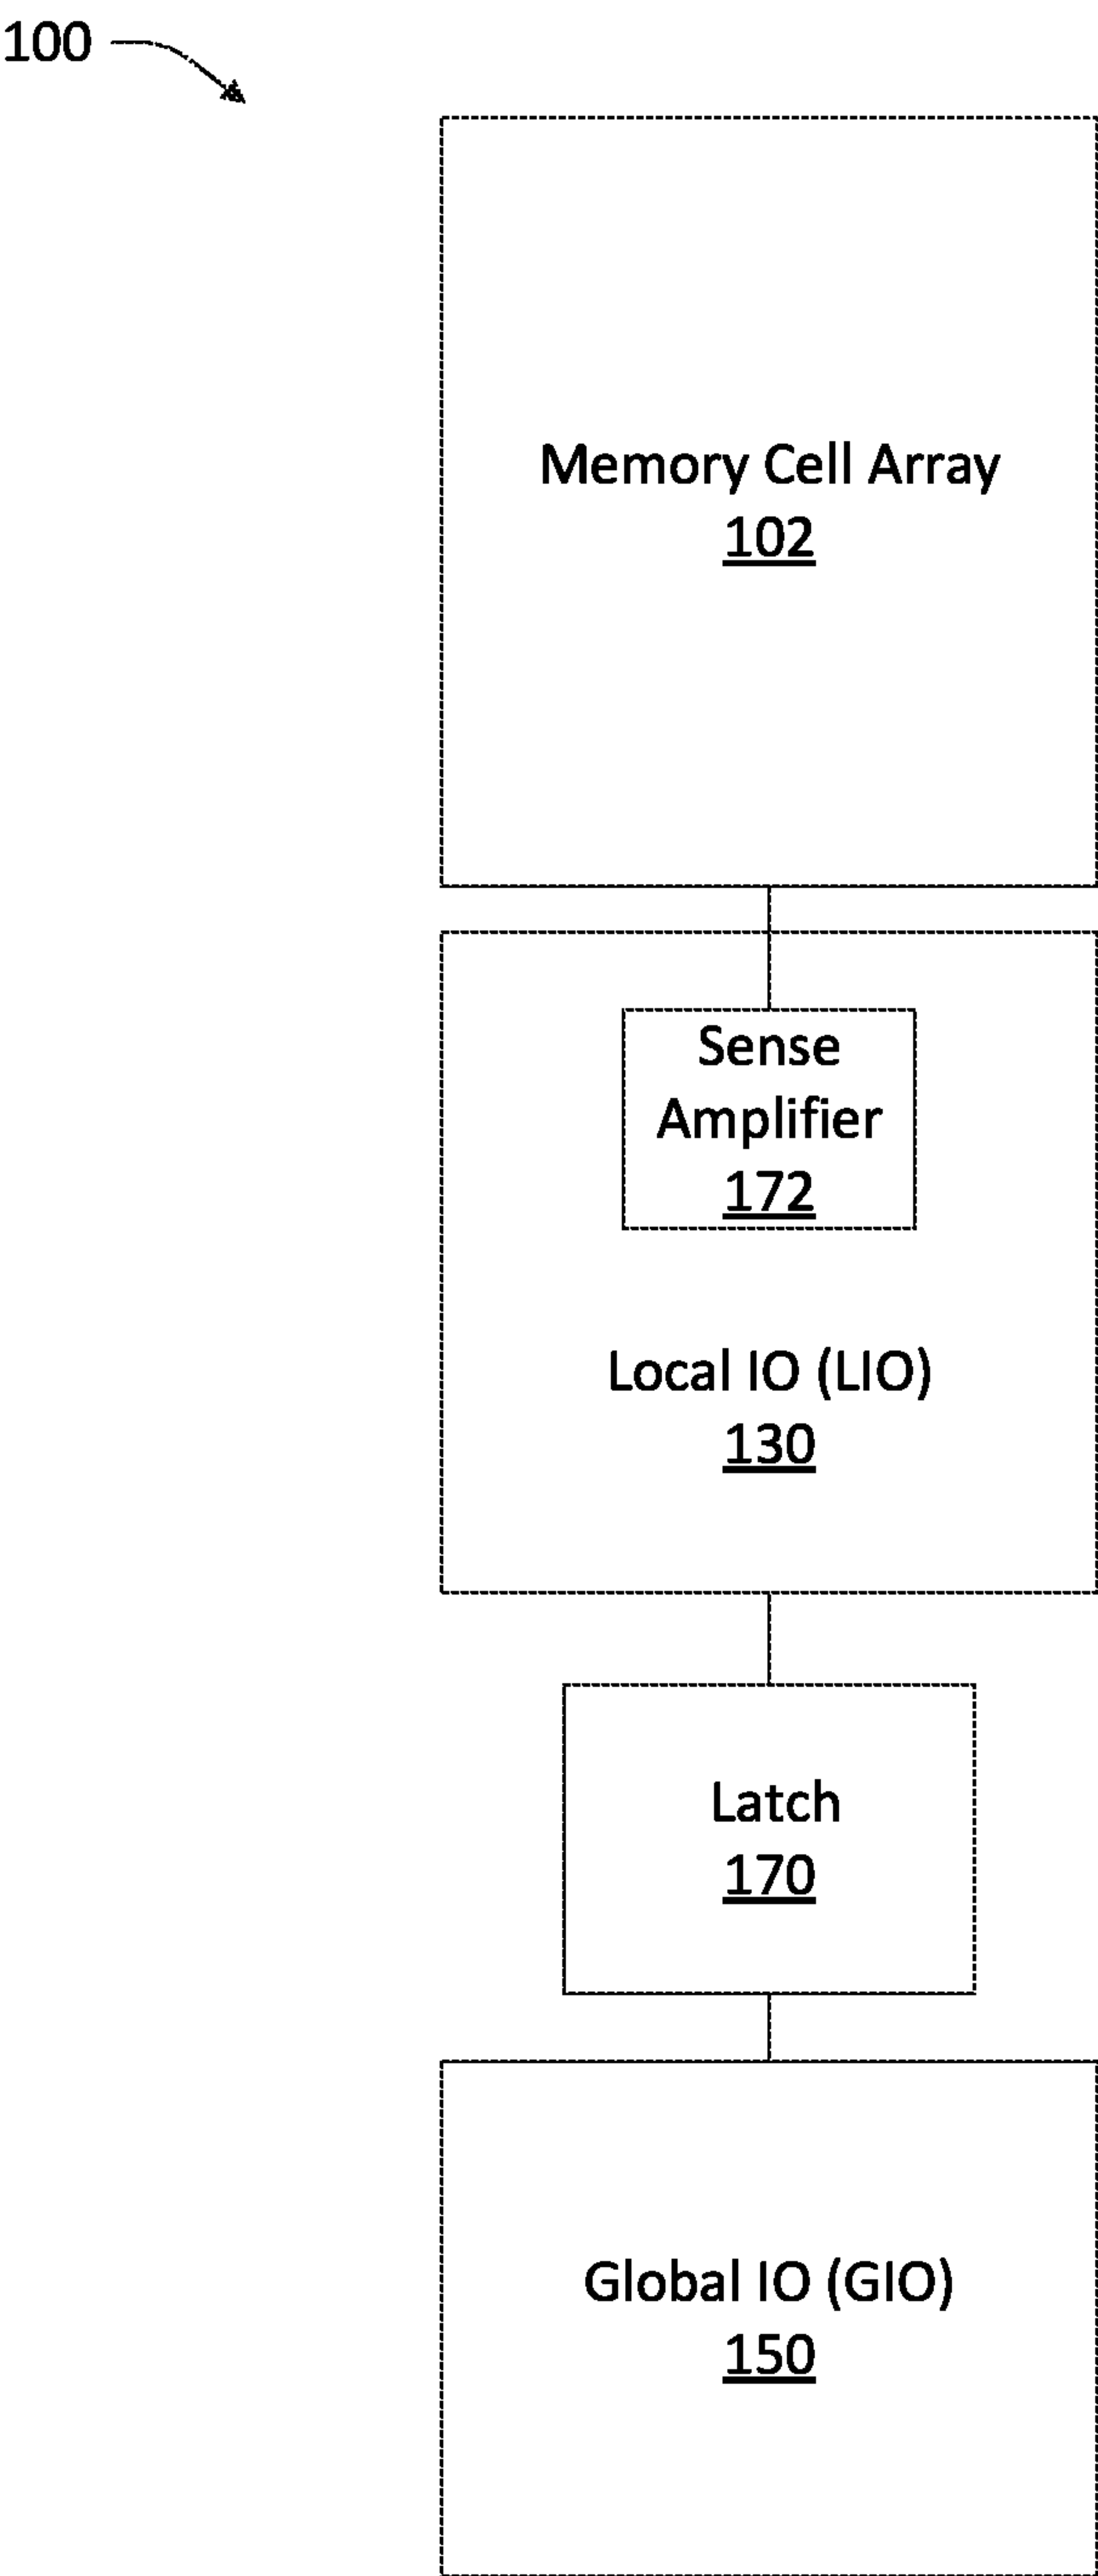 100
Memory Cell Array
102
Sense
Amplifier
172
Local IO (LIO)
130
Latch
170
Global IO (GIO)
150